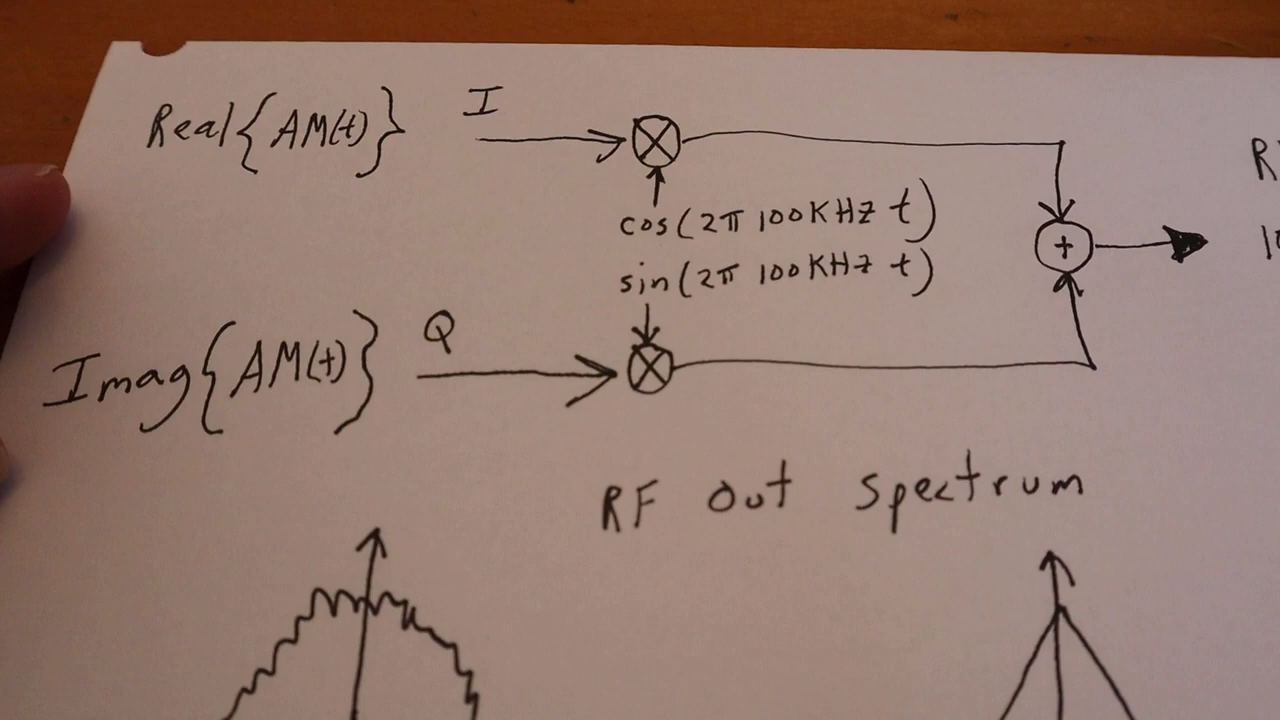 Real{AM(t)} I
cos(2π 100KHz t)
sin(2π 100KHz t)
Imag{AM(t)} Q
+
RF out spectrum